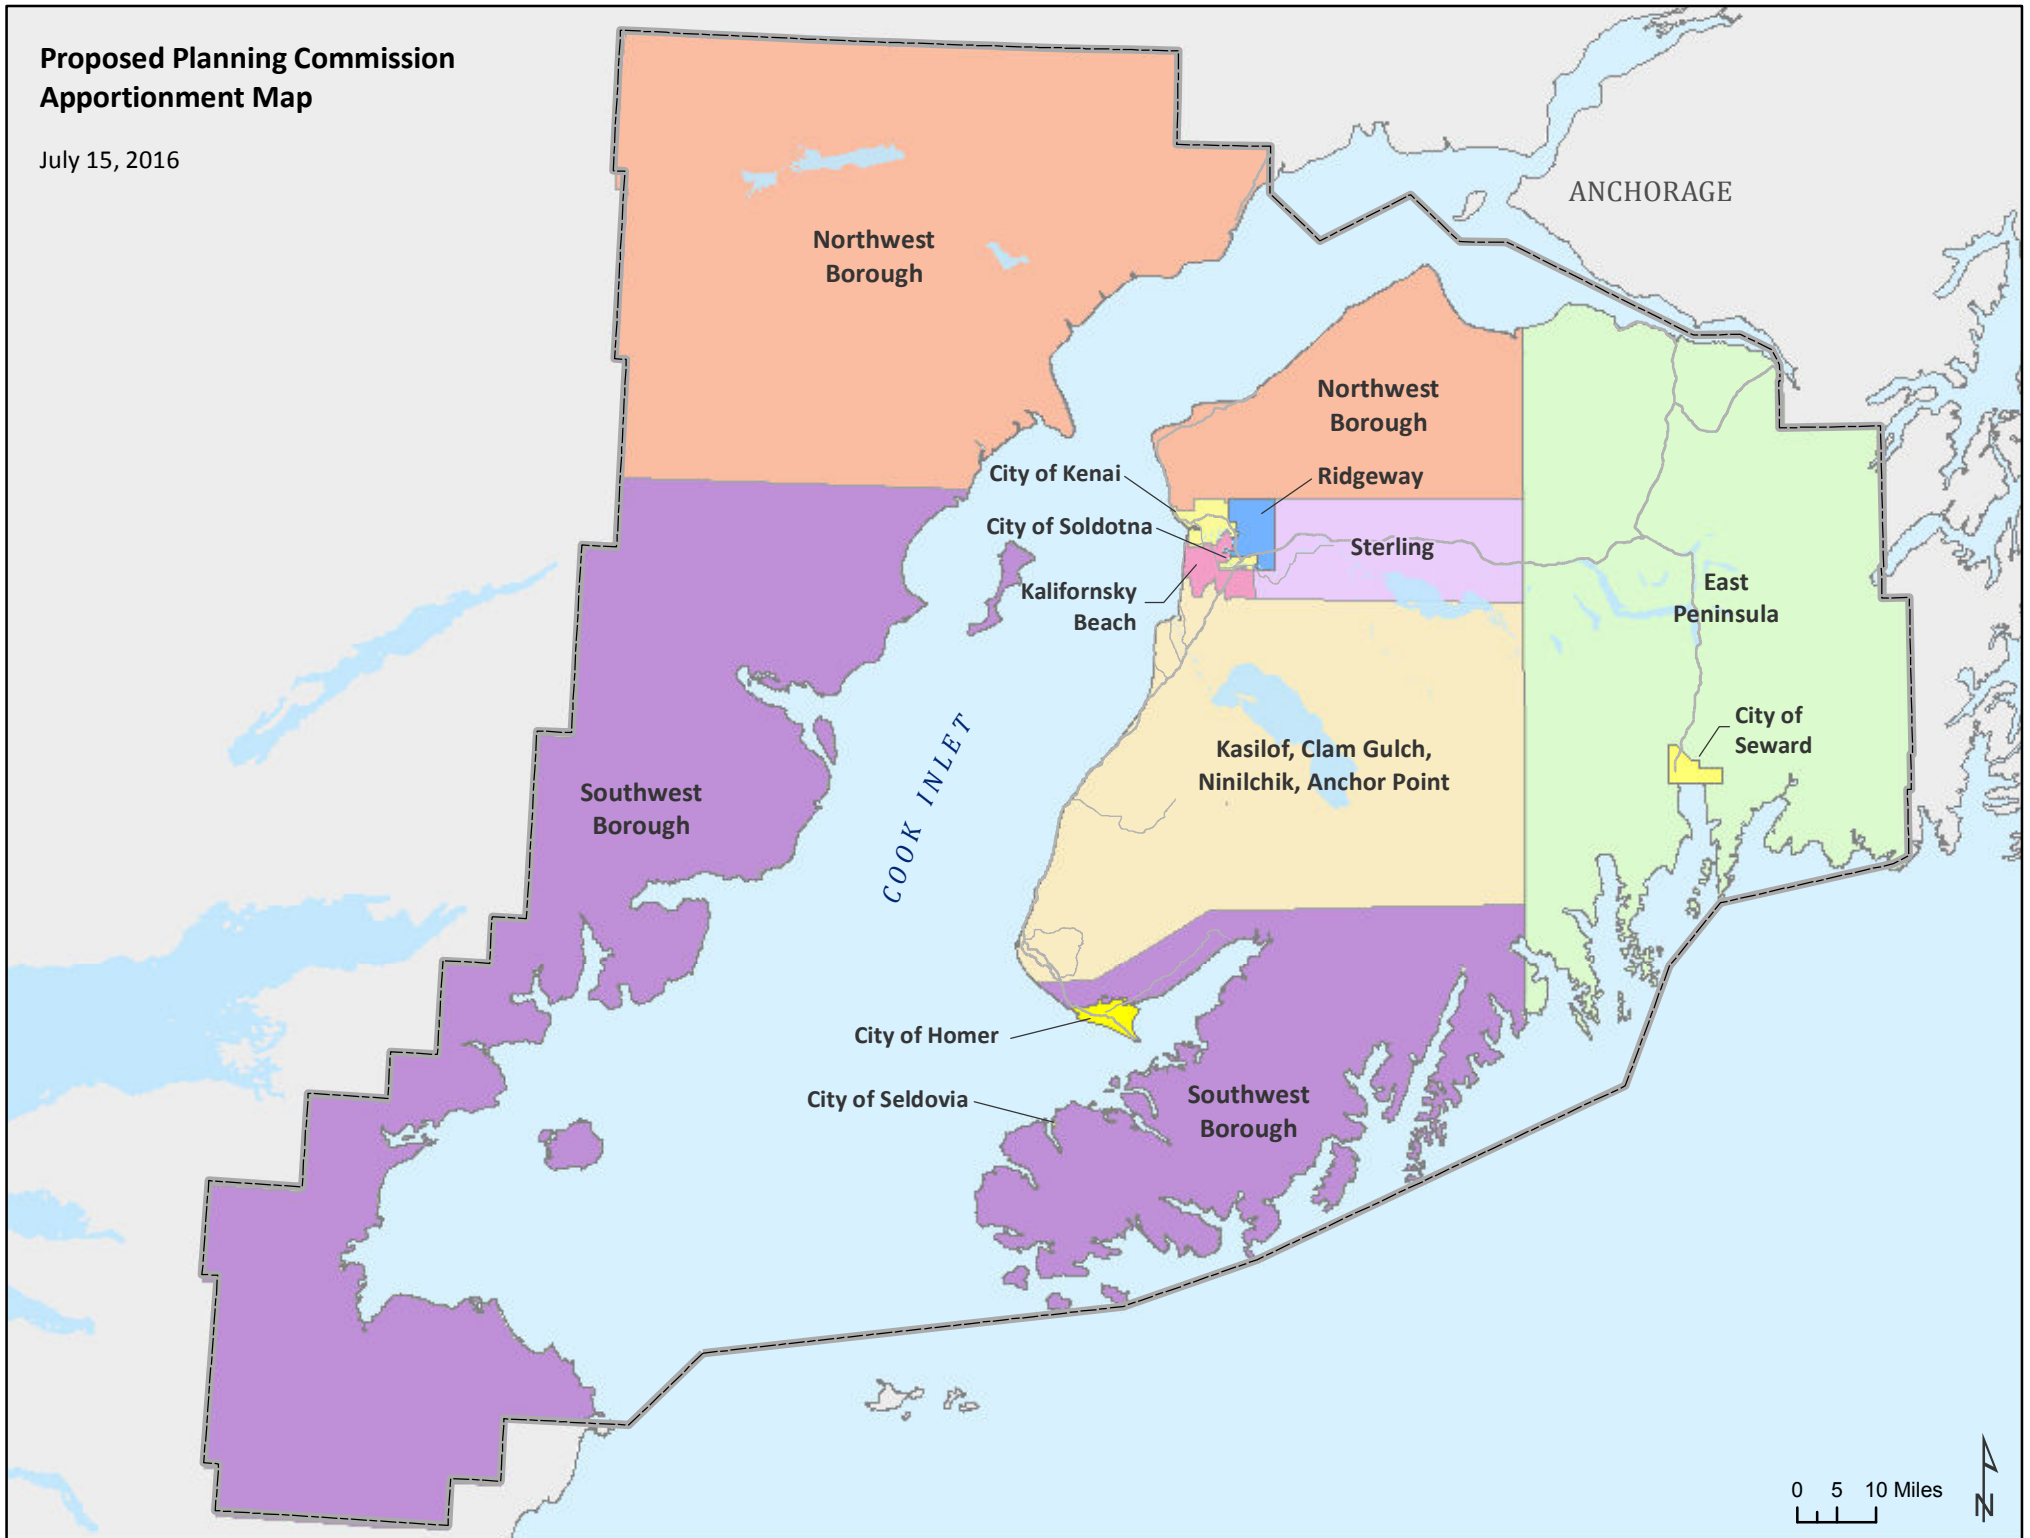 Proposed Planning Commission
Apportionment Map
July 15, 2016
ANCHORAGE
Northwest
Borough
Northwest
Borough
City of Kenai
Ridgeway
City of Soldotna
Sterling
Kalifornsky
Beach
East
Peninsula
City of
Seward
COOK INLET
Kasilof, Clam Gulch,
Ninilchik, Anchor Point
Southwest
Borough
City of Homer
City of Seldovia
Southwest
Borough
0 5 10 Miles
N